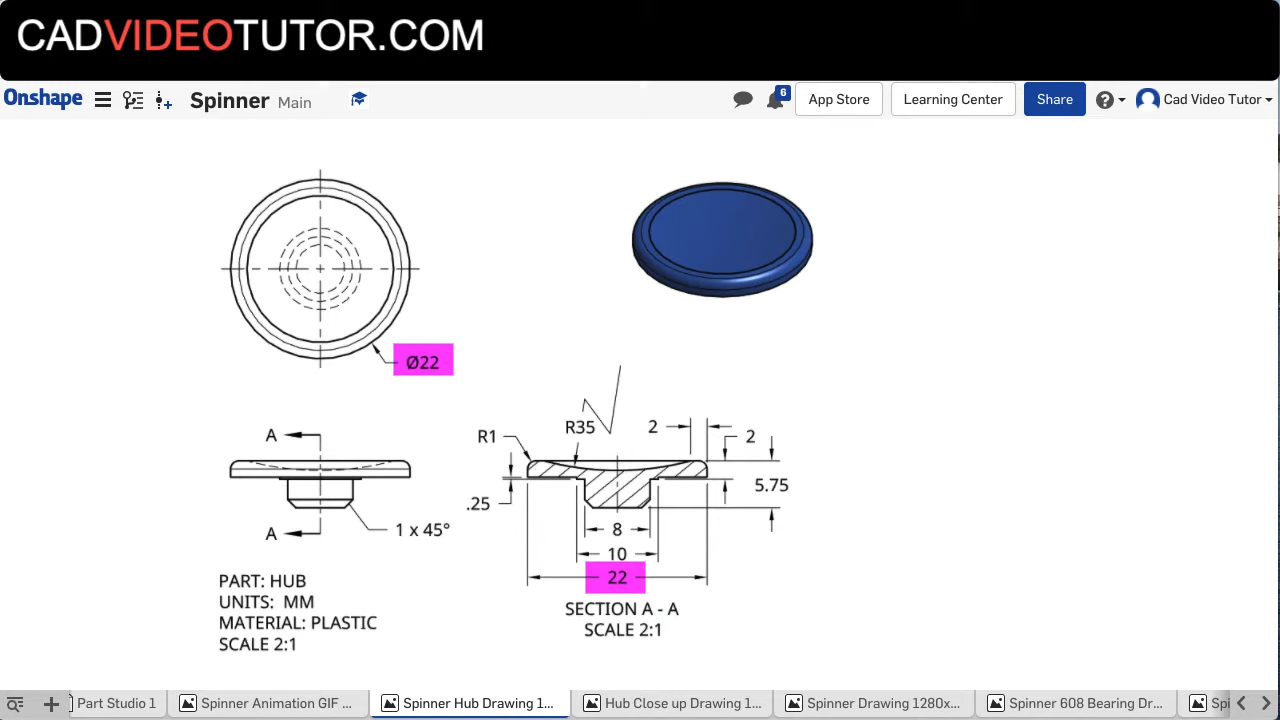 CADVIDEOTUTOR.COM
Onshape
Spinner Main
6
App Store
Learning Center
Share
Cad Video Tutor
Ø22
R1
R35
2
2
5.75
.25
A
A
1 x 45°
8
10
22
PART: HUB
UNITS: MM
MATERIAL: PLASTIC
SCALE 2:1
SECTION A - A
SCALE 2:1
Part Studio 1
Spinner Animation GIF ...
Spinner Hub Drawing 1...
Hub Close up Drawing 1...
Spinner Drawing 1280x...
Spinner 608 Bearing Dr...